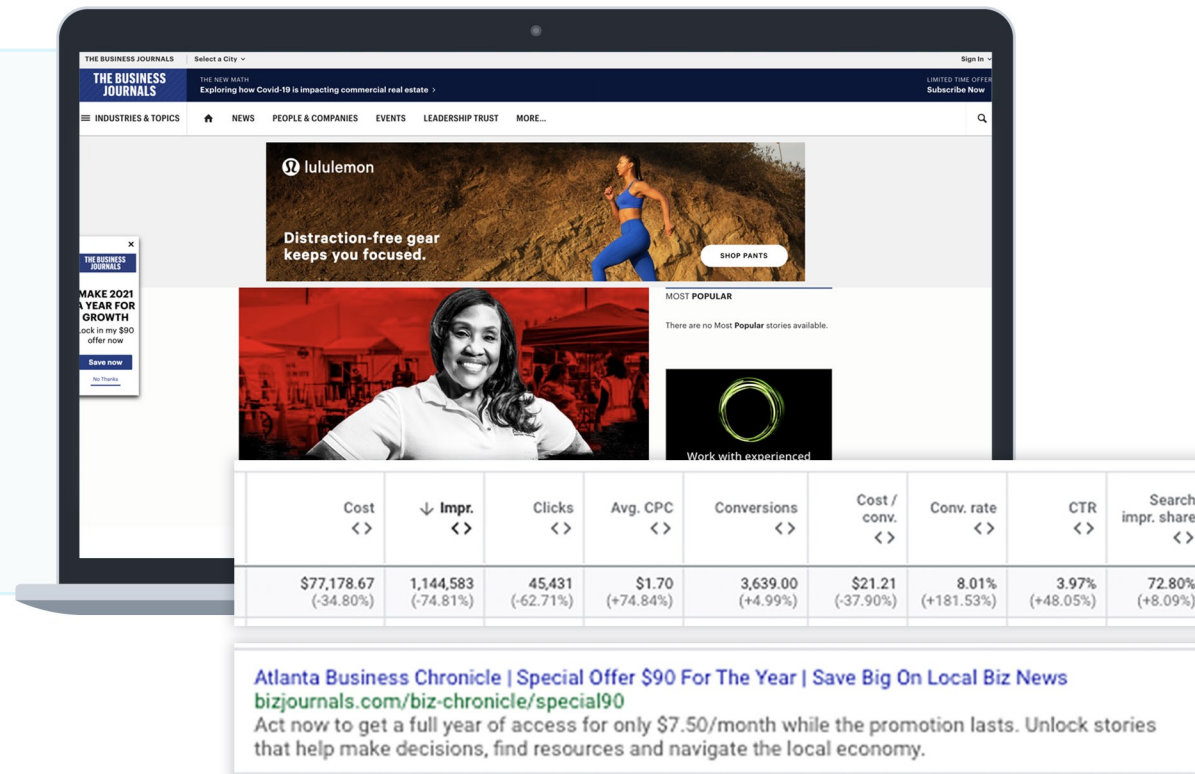 THE BUSINESS JOURNALS Select a City Sign In
THE BUSINESS
JOURNALS
THE NEW MATH
Exploring how Covid-19 is impacting commercial real estate >
LIMITED TIME OFFER
Subscribe Now
INDUSTRIES & TOPICS NEWS PEOPLE & COMPANIES EVENTS LEADERSHIP TRUST MORE...
lululemon
Distraction-free gear
keeps you focused.
SHOP PANTS
×
THE BUSINESS
JOURNALS
MAKE 2021
A YEAR FOR
GROWTH
Lock in my $90
offer now
Save now
No Thanks
MOST POPULAR
There are no Most Popular stories available.
Work with experienced
Cost ↓ Impr. Clicks Avg. CPC Conversions Cost / conv. Conv. rate CTR Search impr. share
$77,178.67 1,144,583 45,431 $1.70 3,639.00 $21.21 8.01% 3.97% 72.80%
(-34.80%) (-74.81%) (-62.71%) (+74.84%) (+4.99%) (-37.90%) (+181.53%) (+48.05%) (+8.09%)
Atlanta Business Chronicle | Special Offer $90 For The Year | Save Big On Local Biz News
bizjournals.com/biz-chronicle/special90
Act now to get a full year of access for only $7.50/month while the promotion lasts. Unlock stories
that help make decisions, find resources and navigate the local economy.